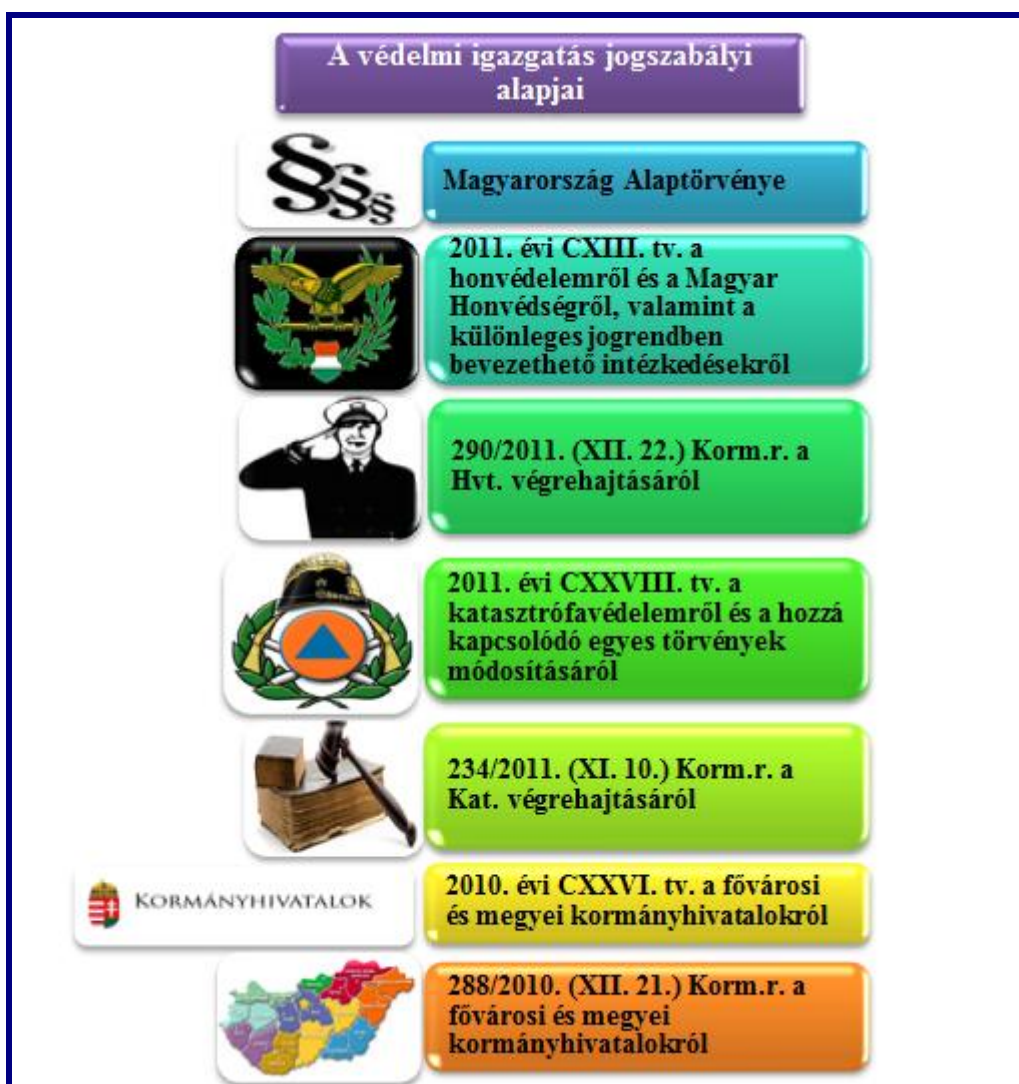 A védelmi igazgatás jogszabályi
alapjai
§§§
Magyarország Alaptörvénye
2011. évi CXIII. tv. a
honvédelemről és a Magyar
Honvédségről, valamint a
különleges jogrendben
bevezethető intézkedésekről
290/2011. (XII. 22.) Korm.r. a
Hvt. végrehajtásáról
2011. évi CXXVIII. tv. a
katasztrófavédelemről és a hozzá
kapcsolódó egyes törvények
módosításáról
234/2011. (XI. 10.) Korm.r. a
Kat. végrehajtásáról
KORMÁNYHIVATALOK
2010. évi CXXVI. tv. a fővárosi
és megyei kormányhivatalokról
288/2010. (XII. 21.) Korm.r. a
fővárosi és megyei
kormányhivatalokról